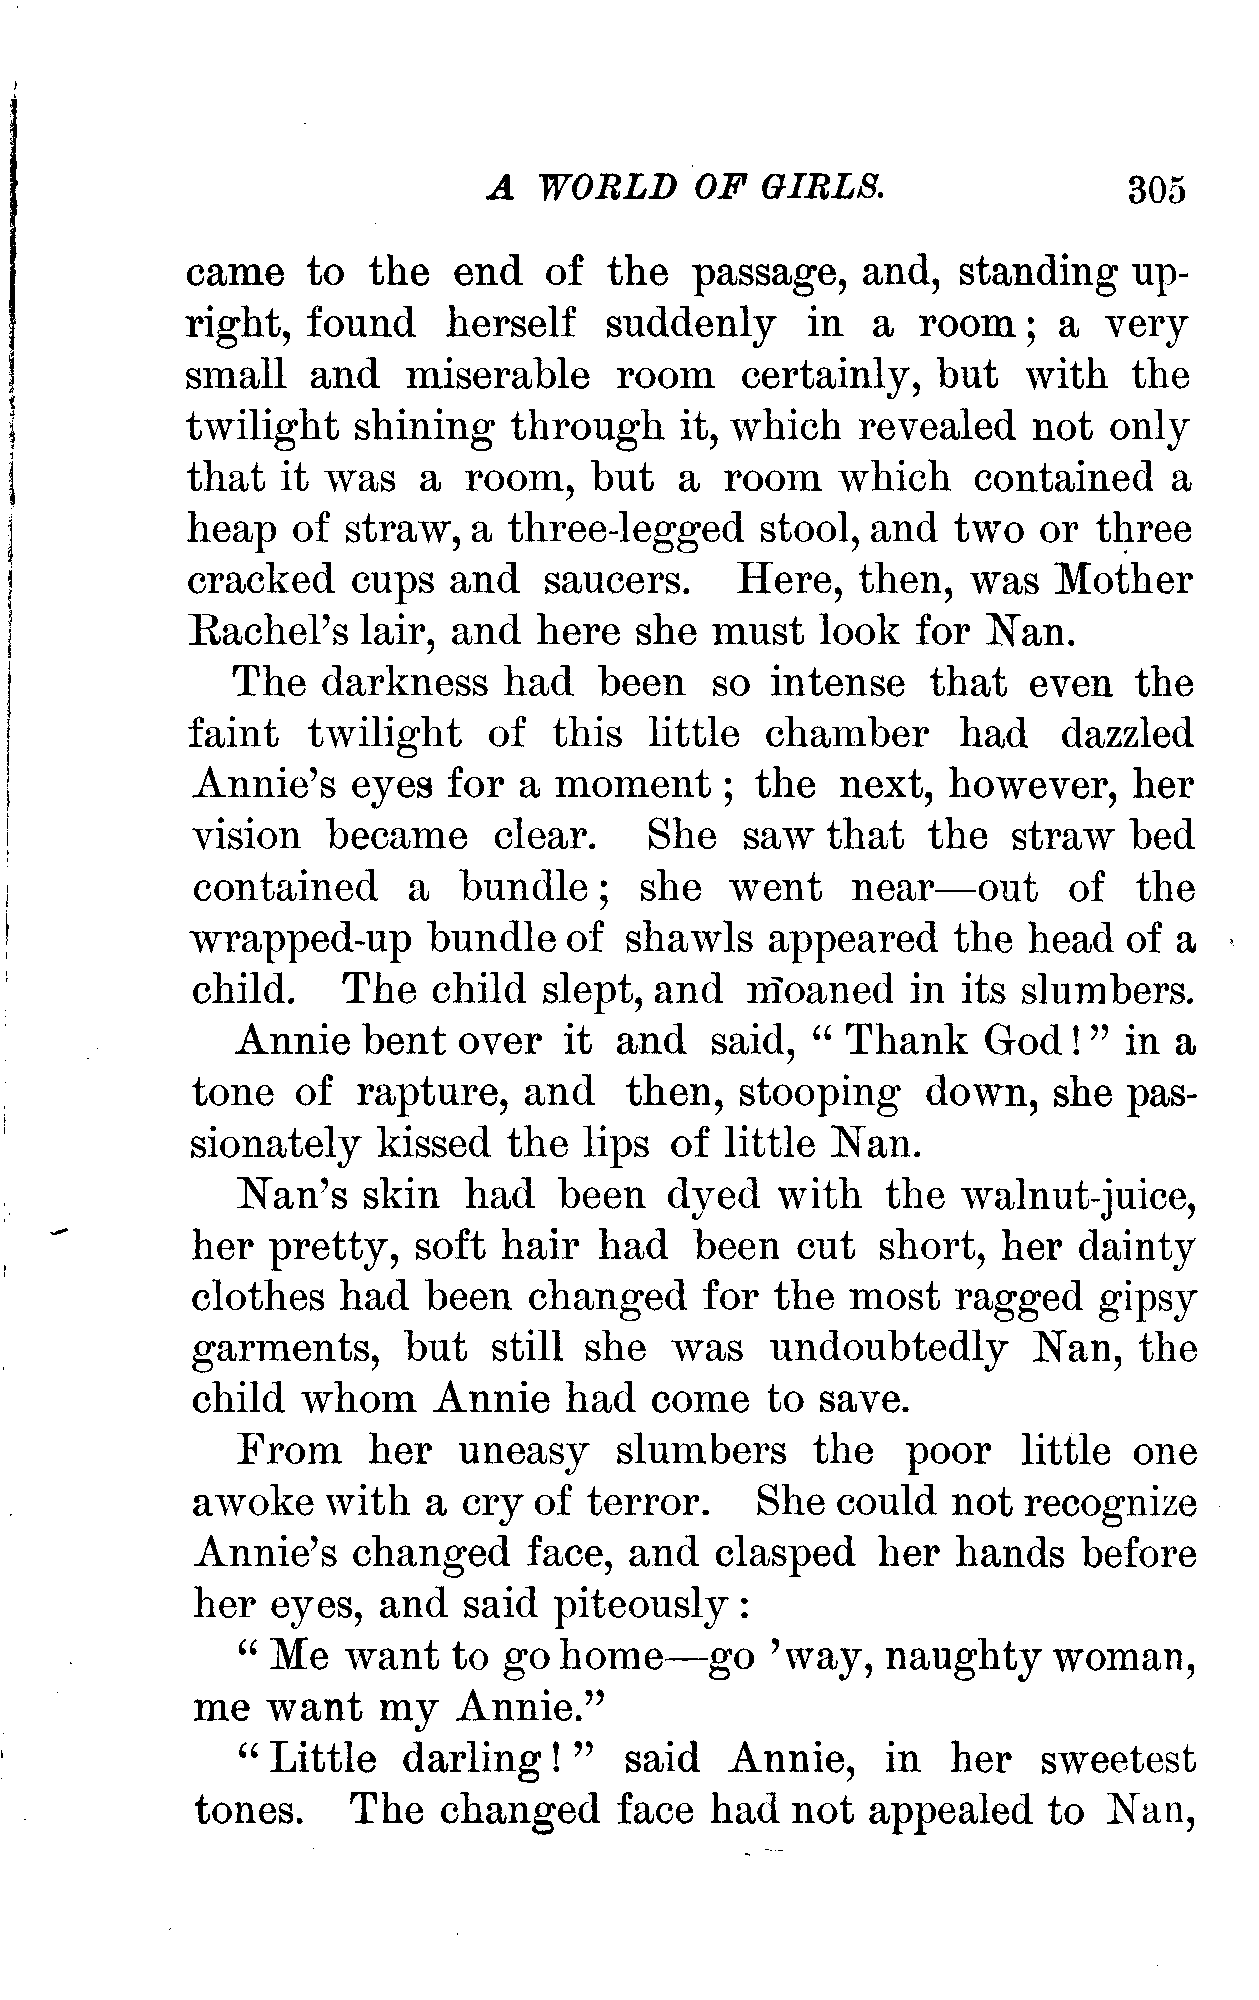 A WORLD OF GIRLS. 305
came to the end of the passage, and, standing up-
right, found herself suddenly in a room; a very
small and miserable room certainly, but with the
twilight shining through it, which revealed not only
that it was a room, but a room which contained a
heap of straw, a three-legged stool, and two or three
cracked cups and saucers. Here, then, was Mother
Rachel's lair, and here she must look for Nan.
The darkness had been so intense that even the
faint twilight of this little chamber had dazzled
Annie's eyes for a moment; the next, however, her
vision became clear. She saw that the straw bed
contained a bundle; she went near—out of the
wrapped-up bundle of shawls appeared the head of a
child. The child slept, and moaned in its slumbers.
Annie bent over it and said, "Thank God!" in a
tone of rapture, and then, stooping down, she pas-
sionately kissed the lips of little Nan.
Nan's skin had been dyed with the walnut-juice,
her pretty, soft hair had been cut short, her dainty
clothes had been changed for the most ragged gipsy
garments, but still she was undoubtedly Nan, the
child whom Annie had come to save.
From her uneasy slumbers the poor little one
awoke with a cry of terror. She could not recognize
Annie's changed face, and clasped her hands before
her eyes, and said piteously:
"Me want to go home—go 'way, naughty woman,
me want my Annie."
"Little darling!" said Annie, in her sweetest
tones. The changed face had not appealed to Nan,